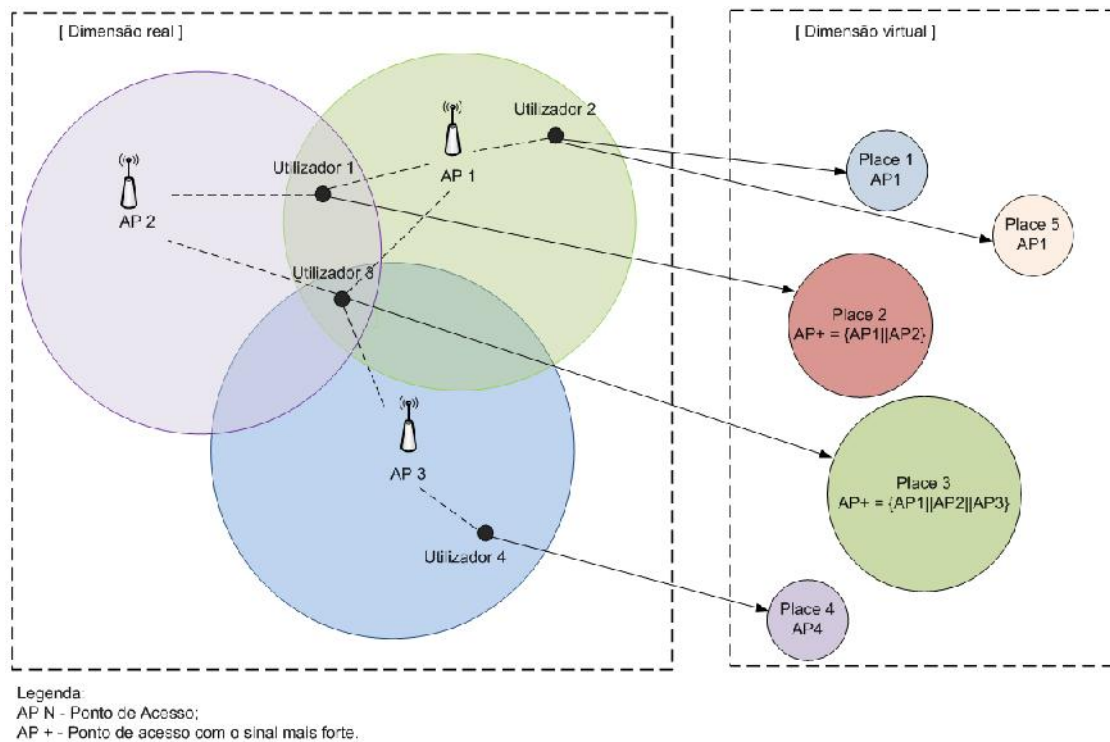 [ Dimensão real ]
[ Dimensão virtual ]
Utilizador 2
Utilizador 1
AP 1
AP 2
Utilizador 3
AP 3
Utilizador 4
Place 1
AP1
Place 5
AP1
Place 2
AP+ = {AP1||AP2}
Place 3
AP+ = {AP1||AP2||AP3}
Place 4
AP4
Legenda:
AP N - Ponto de Acesso;
AP + - Ponto de acesso com o sinal mais forte.